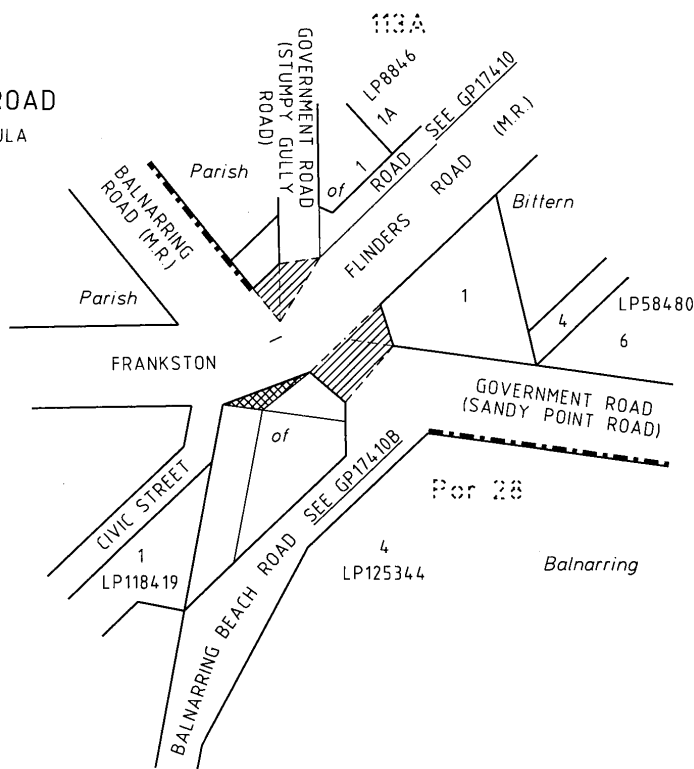 113A
ROAD
ULA
GOVERNMENT ROAD
(STUMPY GULLY
ROAD)
LP8846
1A
1
ROAD SEE GP17410
(M.R.)
Parish
of
BALNARRING
ROAD (M.R.)
FLINDERS ROAD
Bittern
Parish
1
4
LP58480
6
FRANKSTON
GOVERNMENT ROAD
(SANDY POINT ROAD)
of
SEE GP17410B
Por 28
CIVIC STREET
1
LP118419
4
LP125344
Balnarring
BALNARRING BEACH ROAD